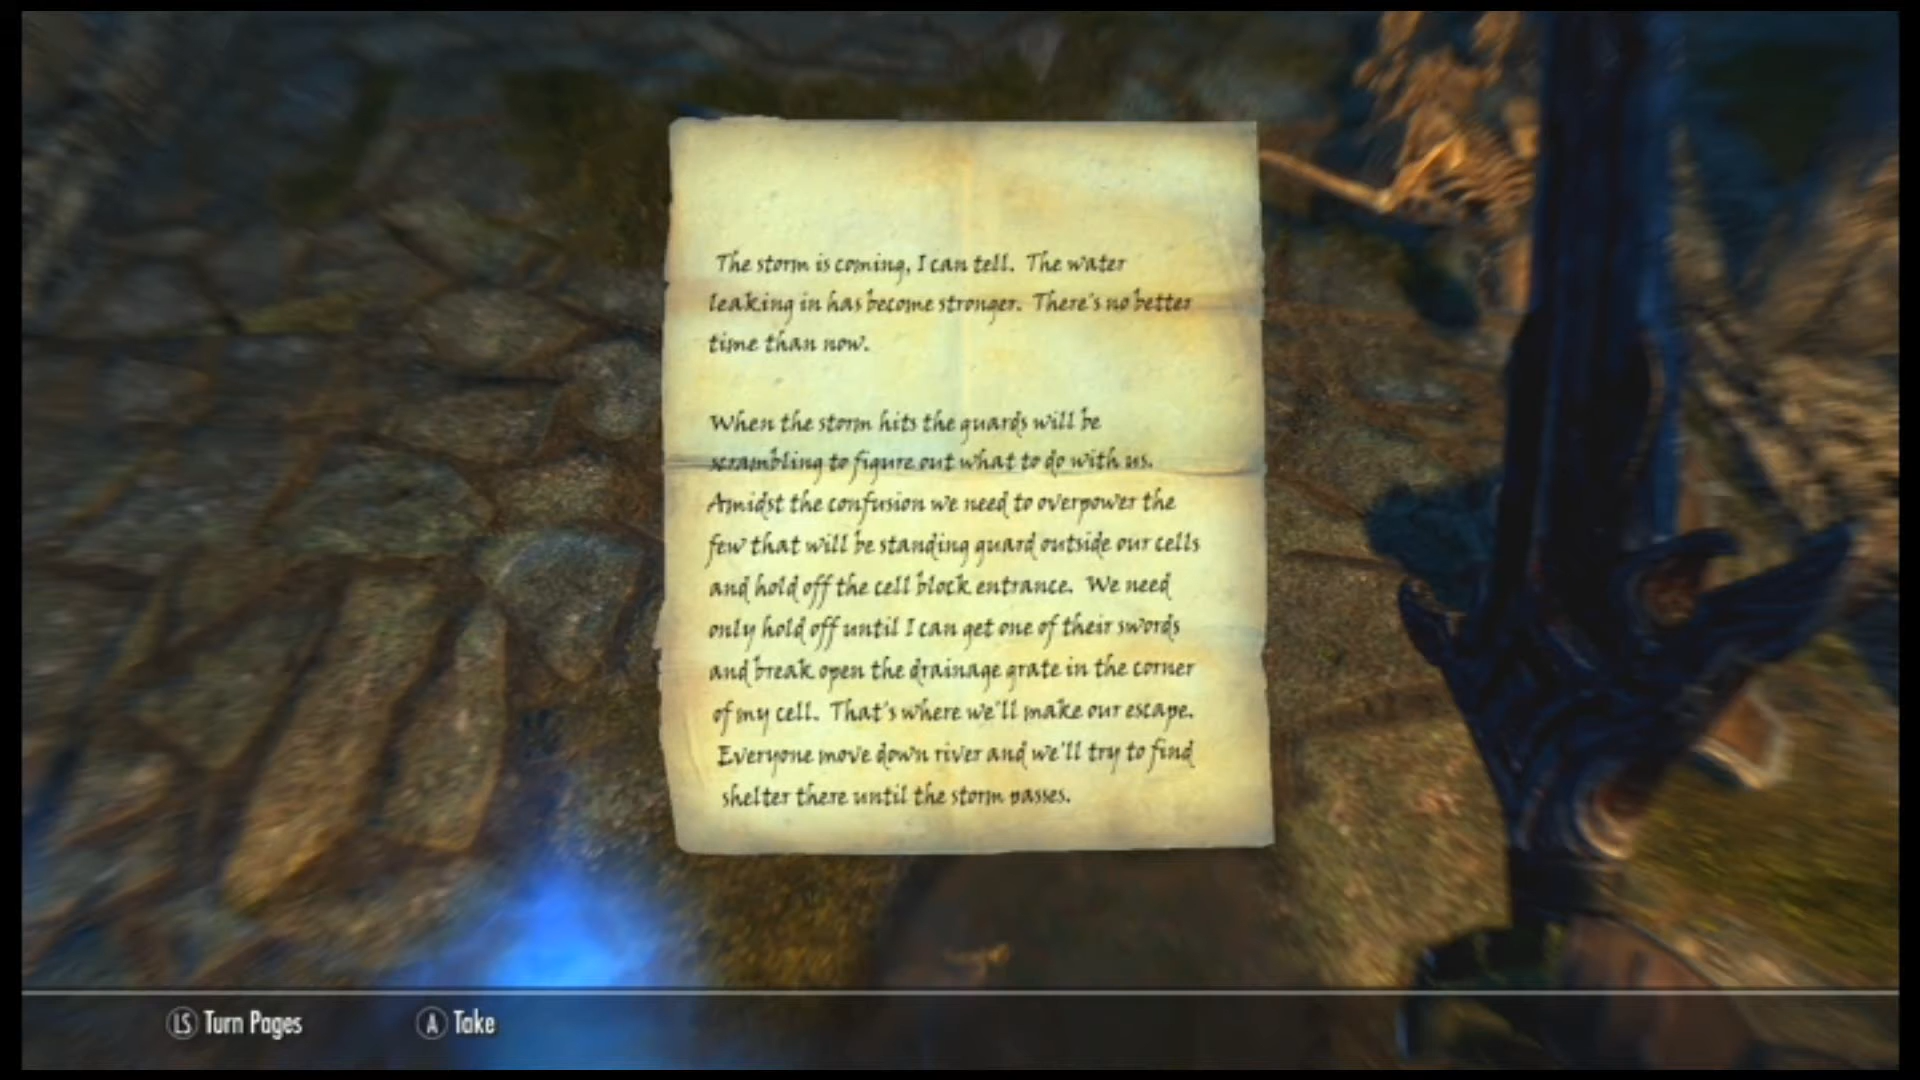 The storm is coming, I can tell. The water
leaking in has become stronger. There's no better
time than now.
When the storm hits the guards will be
scrambling to figure out what to do with us.
Amidst the confusion we need to overpower the
few that will be standing guard outside our cells
and hold off the cell block entrance. We need
only hold off until I can get one of their swords
and break open the drainage grate in the corner
of my cell. That's where we'll make our escape.
Everyone move down river and we'll try to find
shelter there until the storm passes.
LS Turn Pages
A Take